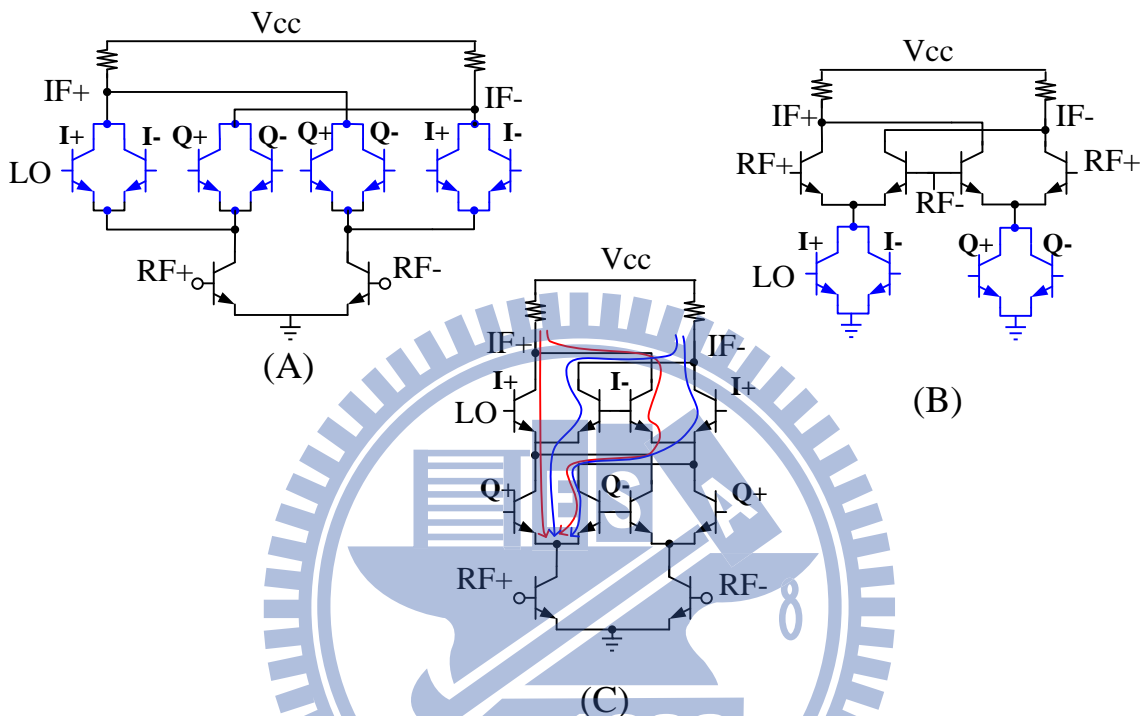 Vcc
IF+ IF-
I+ I- Q+ Q- Q+ Q- I+ I-
LO
RF+ RF-
(A)
Vcc
IF+ IF-
RF+ RF- RF+
I+ I- Q+ Q-
LO
(B)
Vcc
IF+ IF-
I+ I- I+
LO
Q+ Q- Q+
RF+ RF-
(C)
E S A
8